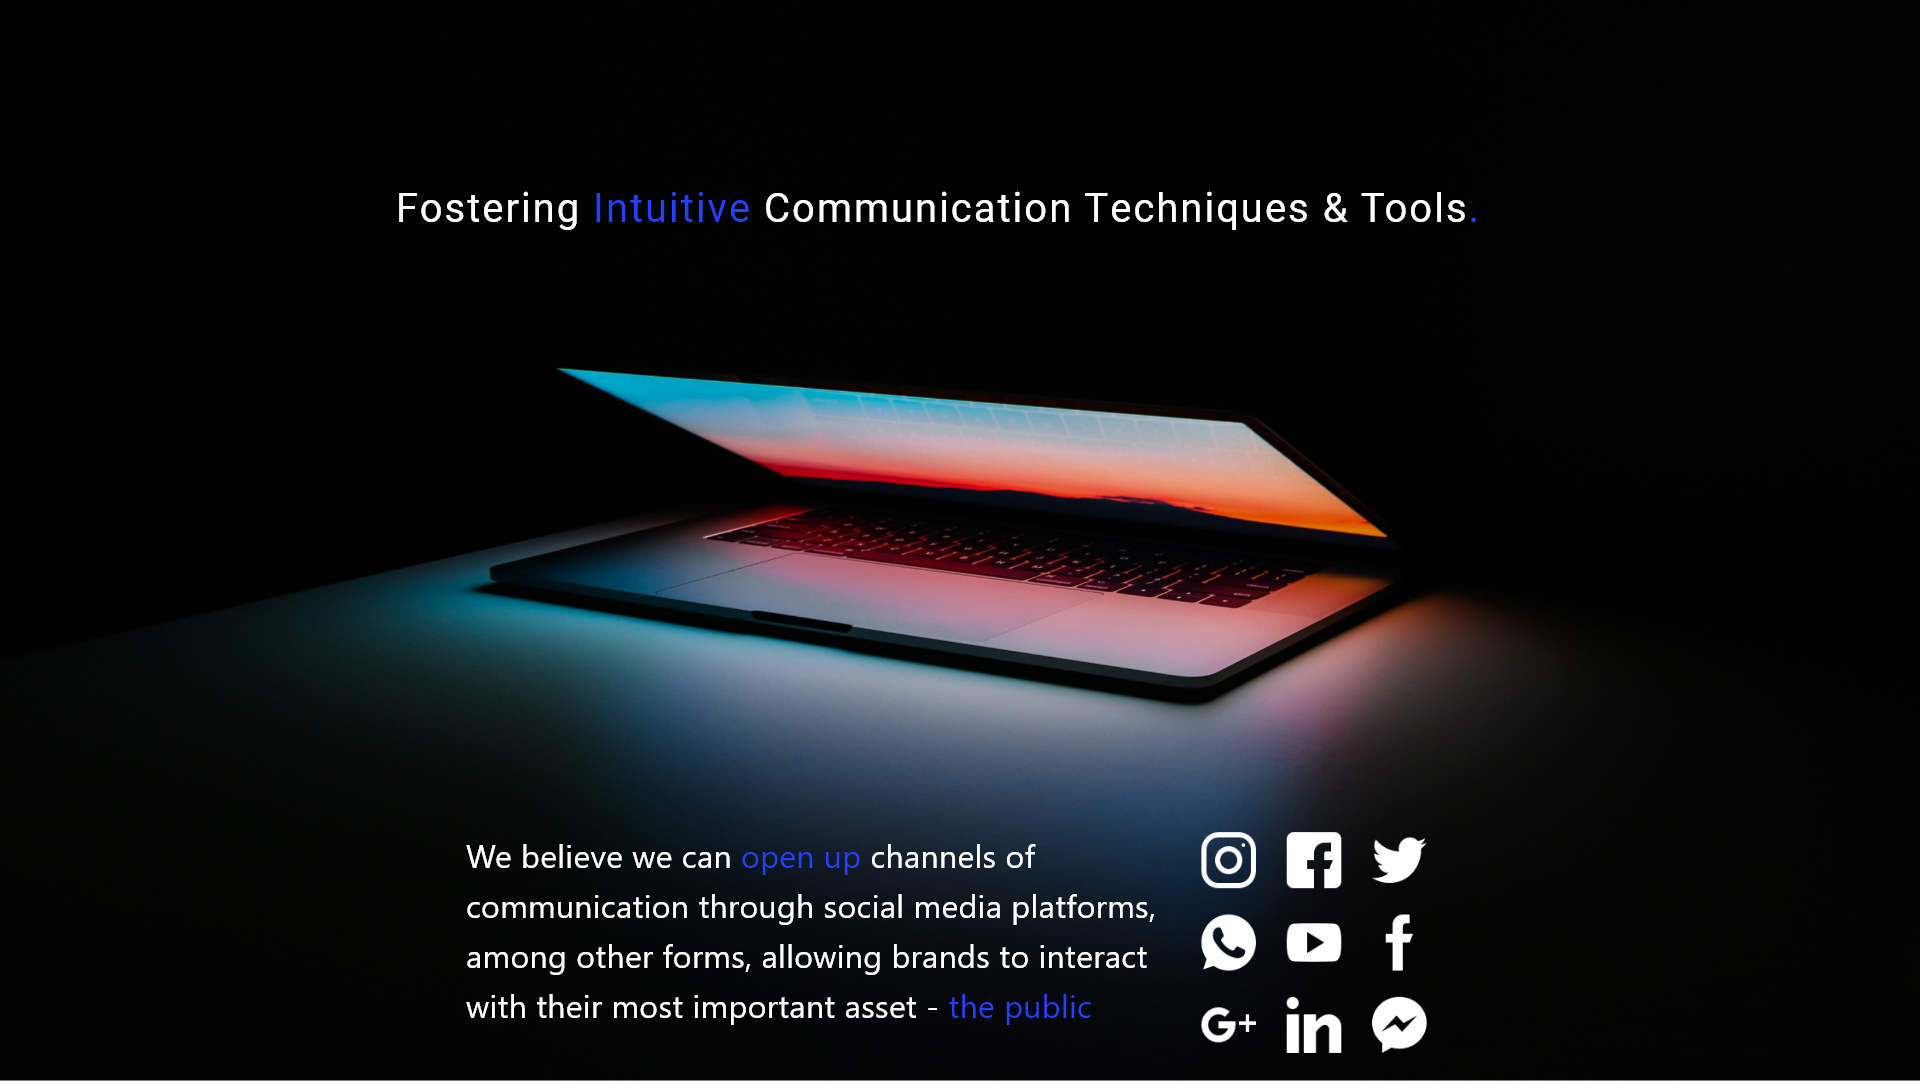 Fostering Intuitive Communication Techniques & Tools.
We believe we can open up channels of
communication through social media platforms,
among other forms, allowing brands to interact
with their most important asset - the public